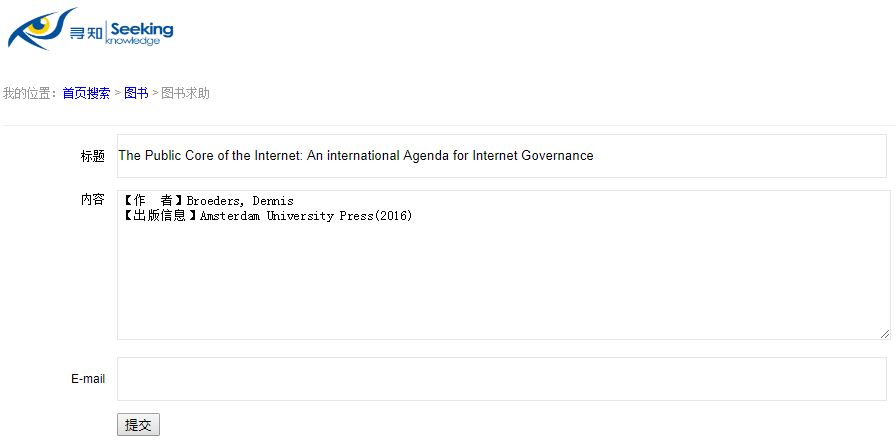 寻知 Seeking
knowledge
我的位置：首页搜索 > 图书 > 图书求助
标题
The Public Core of the Internet: An international Agenda for Internet Governance
内容
【作　者】Broeders, Dennis
【出版信息】Amsterdam University Press(2016)
E-mail
提交